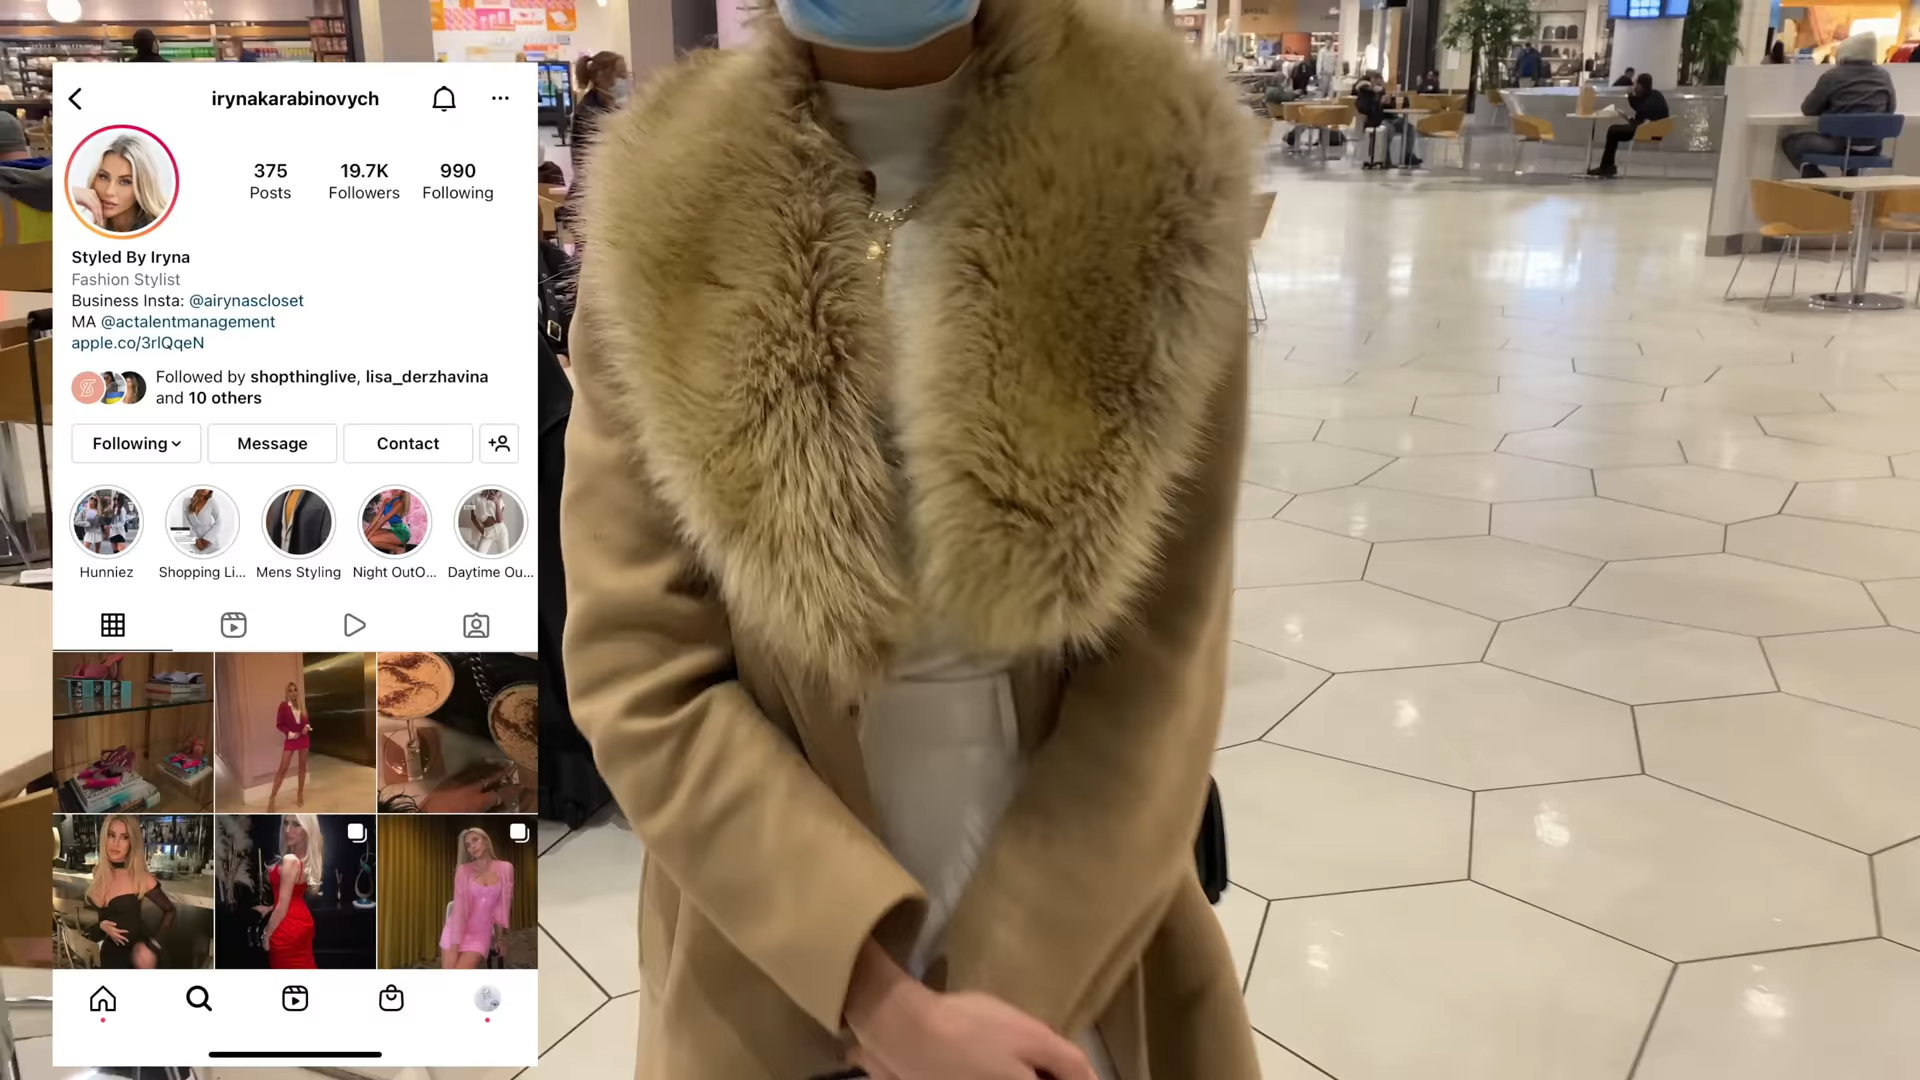 irynakarabinovych
375
19.7K
990
Posts
Followers
Following
Styled By Iryna
Fashion Stylist
Business Insta: @airynascloset
MA @actalentmanagement
apple.co/3rlQqeN
Followed by shopthinglive, lisa_derzhavina
and 10 others
Following
Message
Contact
Hunniez
Shopping Li...
Mens Styling
Night OutO...
Daytime Ou...